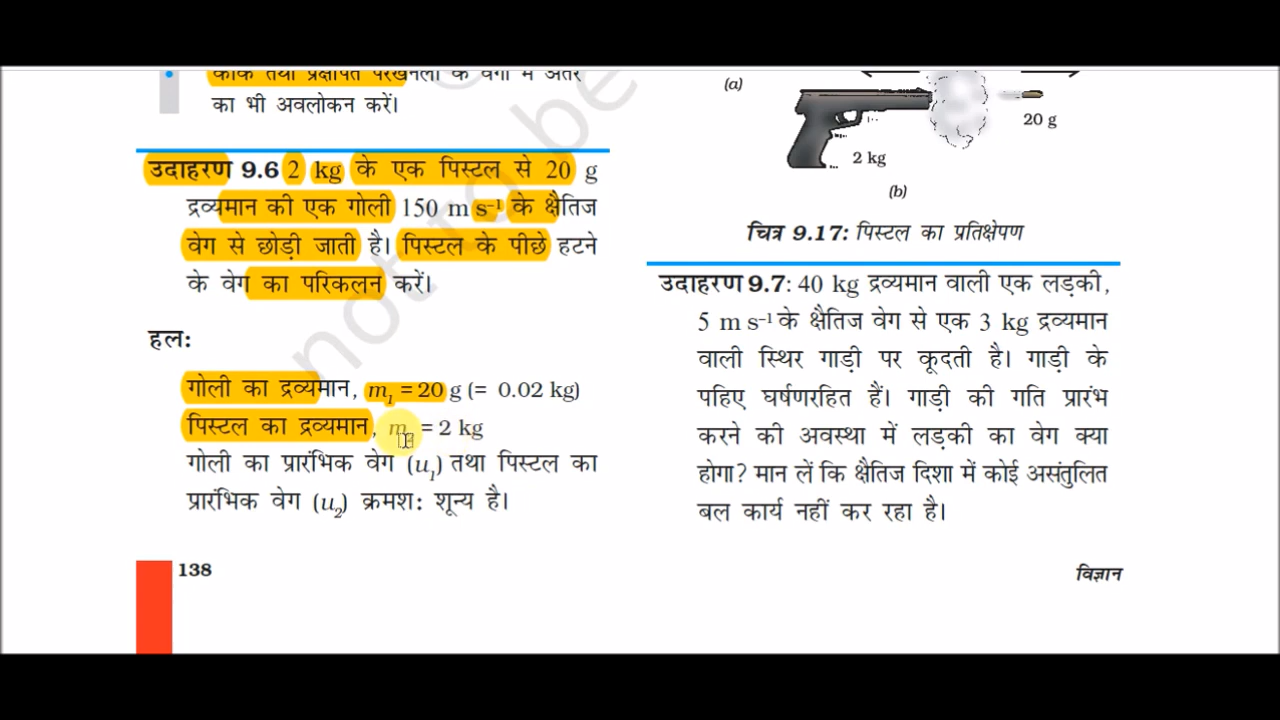 का भी अवलोकन करें।
उदाहरण 9.6 2 kg के एक पिस्टल से 20 g
द्रव्यमान की एक गोली 150 m s⁻¹ के क्षैतिज
वेग से छोड़ी जाती है। पिस्टल के पीछे हटने
के वेग का परिकलन करें।
हल:
गोली का द्रव्यमान, m₁ = 20 g (= 0.02 kg)
पिस्टल का द्रव्यमान, m = 2 kg
गोली का प्रारंभिक वेग (u₁) तथा पिस्टल का
प्रारंभिक वेग (u₂) क्रमश: शून्य है।
138
(a)
20 g
2 kg
(b)
चित्र 9.17: पिस्टल का प्रतिक्षेपण
उदाहरण 9.7: 40 kg द्रव्यमान वाली एक लड़की,
5 m s⁻¹ के क्षैतिज वेग से एक 3 kg द्रव्यमान
वाली स्थिर गाड़ी पर कूदती है। गाड़ी के
पहिए घर्षणरहित हैं। गाड़ी की गति प्रारंभ
करने की अवस्था में लड़की का वेग क्या
होगा? मान लें कि क्षैतिज दिशा में कोई असंतुलित
बल कार्य नहीं कर रहा है।
विज्ञान
not to be